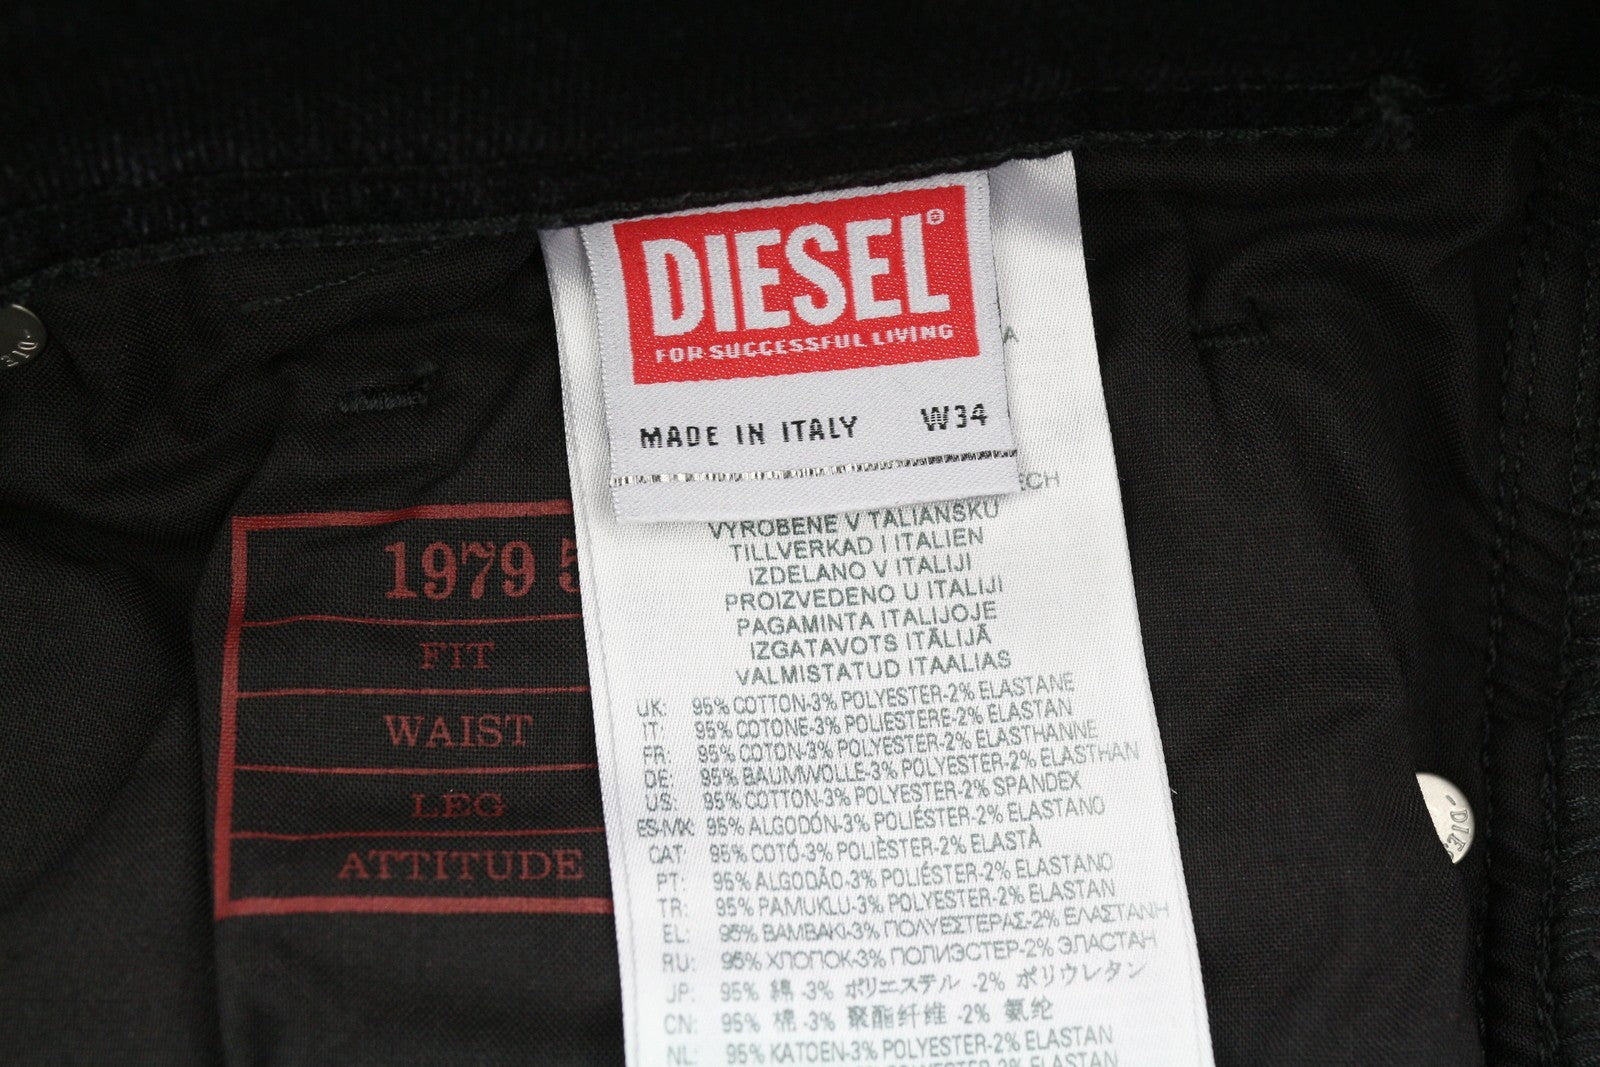 DIESEL®
FOR SUCCESSFUL LIVING
MADE IN ITALY W34
VYROBENE V TALIANSKU
TILLVERKAD I ITALIEN
IZDELANO V ITALIJI
PROIZVEDENO U ITALIJI
PAGAMINTA ITALIJOJE
IZGATAVOTS ITĀLIJĀ
VALMISTATUD ITAALIAS
UK: 95% COTTON-3% POLYESTER-2% ELASTANE
IT: 95% COTONE-3% POLIESTERE-2% ELASTAN
FR: 95% COTON-3% POLYESTER-2% ELASTHANNE
DE: 95% BAUMWOLLE-3% POLYESTER-2% ELASTHAN
US: 95% COTTON-3% POLYESTER-2% SPANDEX
ES-MX: 95% ALGODÓN-3% POLIÉSTER-2% ELASTANO
CAT: 95% COTÓ-3% POLIÈSTER-2% ELASTÀ
PT: 95% ALGODÃO-3% POLIÉSTER-2% ELASTANO
TR: 95% PAMUKLU-3% POLYESTER-2% ELASTAN
EL: 95% ΒΑΜΒΑΚΙ-3% ΠΟΛΥΕΣΤΕΡΑΣ-2% ΕΛΑΣΤΑΝΗ
RU: 95% ХЛОПОК-3% ПОЛИЭСТЕР-2% ЭЛАСТАН
JP: 95% 綿 -3% ポリエステル -2% ポリウレタン
CN: 95% 棉 -3% 聚酯纤维 -2% 氨纶
NL: 95% KATOEN-3% POLYESTER-2% ELASTAN
1979
FIT
WAIST
LEG
ATTITUDE